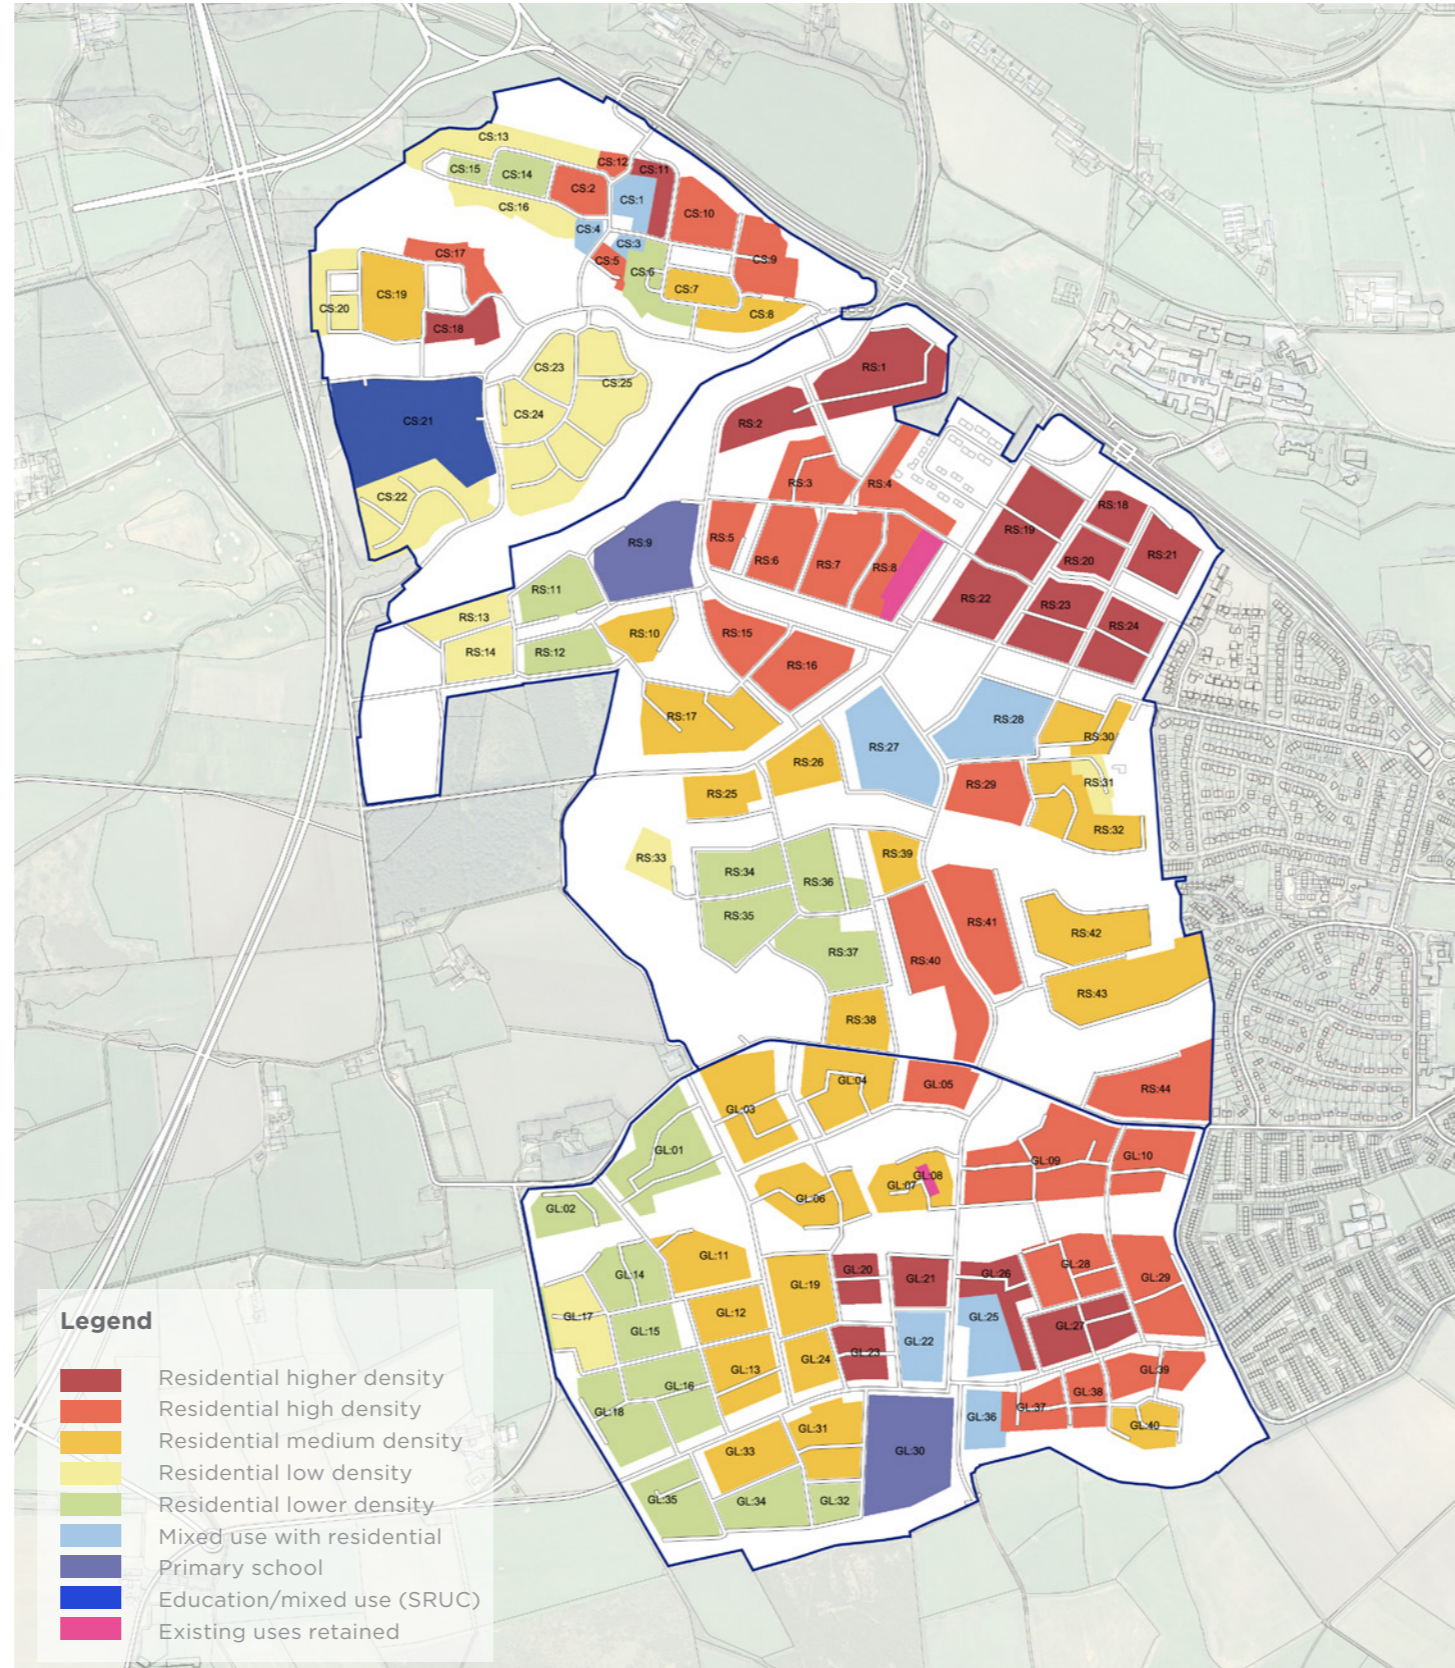 CS:13
CS:12
CS:11
CS:15
CS:14
CS:2
CS:1
CS:16
CS:10
CS:4
CS:3
CS:17
CS:5
CS:6
CS:9
CS:7
CS:19
CS:20
CS:8
CS:18
CS:23
CS:25
CS:24
CS:21
CS:22
RS:1
RS:2
RS:3
RS:4
RS:18
RS:19
RS:5
RS:9
RS:6
RS:7
RS:8
RS:20
RS:21
RS:11
RS:22
RS:23
RS:13
RS:10
RS:15
RS:24
RS:14
RS:12
RS:16
RS:17
RS:28
RS:27
RS:30
RS:26
RS:29
RS:31
RS:25
RS:32
RS:33
RS:39
RS:34
RS:36
RS:35
RS:41
RS:42
RS:37
RS:40
RS:43
RS:38
GL:04
GL:05
RS:44
GL:03
GL:01
GL:10
GL:09
GL:08
GL:07
GL:06
GL:02
GL:11
GL:14
GL:20
GL:21
GL:26
GL:28
GL:29
GL:19
GL:17
GL:12
GL:25
GL:15
GL:27
GL:22
GL:23
GL:24
GL:13
GL:39
GL:16
GL:38
GL:18
GL:37
GL:36
GL:40
GL:31
GL:33
GL:30
GL:35
GL:34
GL:32
Legend
Residential higher density
Residential high density
Residential medium density
Residential low density
Residential lower density
Mixed use with residential
Primary school
Education/mixed use (SRUC)
Existing uses retained